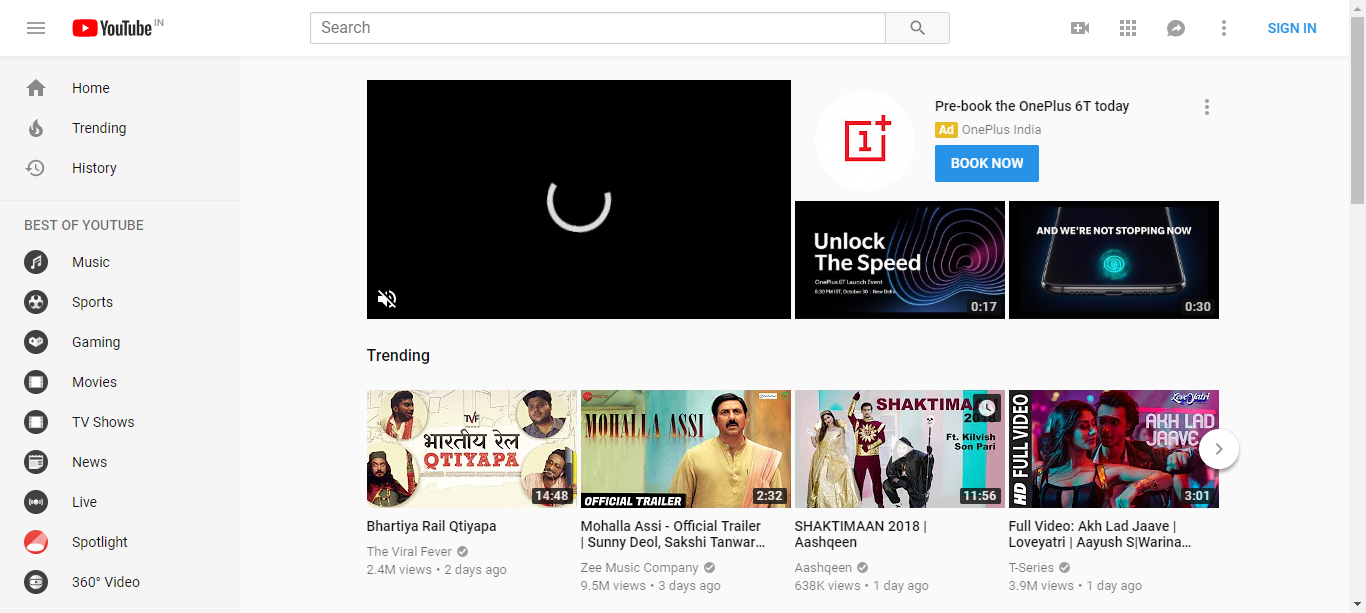 YouTube IN
Search
SIGN IN
Home
Trending
History
BEST OF YOUTUBE
Music
Sports
Gaming
Movies
TV Shows
News
Live
Spotlight
360° Video
Pre-book the OnePlus 6T today
Ad OnePlus India
BOOK NOW
Unlock
The Speed
OnePlus 6T Launch Event
8:30 PM IST, October 30 | New Delhi
0:17
AND WE'RE NOT STOPPING NOW
0:30
Trending
TVF
भारतीय रेल
QTIYAPA
14:48
Bhartiya Rail Qtiyapa
The Viral Fever
2.4M views • 2 days ago
MOHALLA ASSI
OFFICIAL TRAILER
2:32
Mohalla Assi - Official Trailer
| Sunny Deol, Sakshi Tanwar...
Zee Music Company
9.5M views • 3 days ago
SHAKTIMA
Ft. Kilvish
Son Pari
11:56
SHAKTIMAAN 2018 |
Aashqeen
Aashqeen
638K views • 1 day ago
HD FULL VIDEO
LoveYatri
AKH LAD
JAAVE
3:01
Full Video: Akh Lad Jaave |
Loveyatri | Aayush S|Warina...
T-Series
3.9M views • 1 day ago